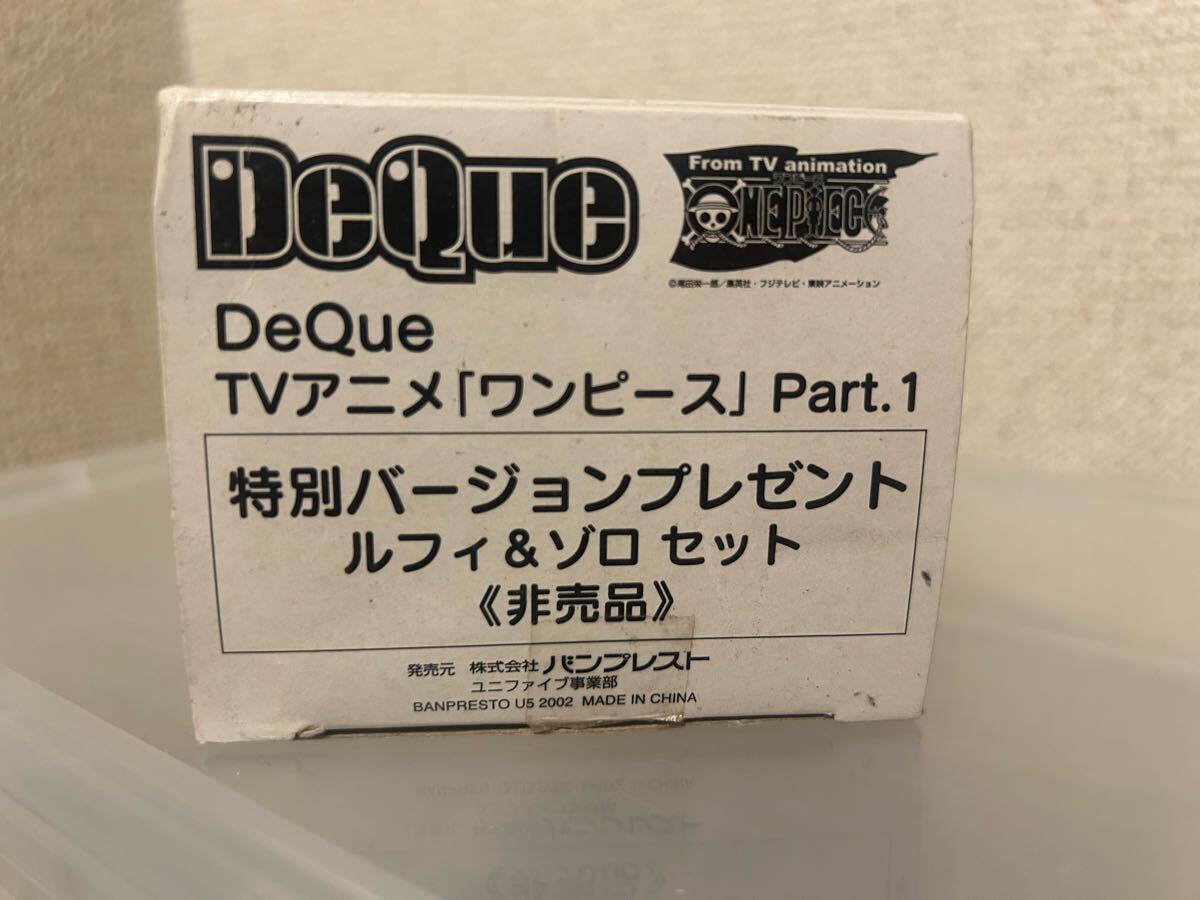 DeQue
From TV animation
ONE PIECE
©尾田栄一郎／集英社・フジテレビ・東映アニメーション
DeQue
TVアニメ「ワンピース」 Part.1
特別バージョンプレゼント
ルフィ＆ゾロ セット
《非売品》
発売元 株式会社 バンプレスト
ユニファイブ事業部
BANPRESTO U5 2002 MADE IN CHINA